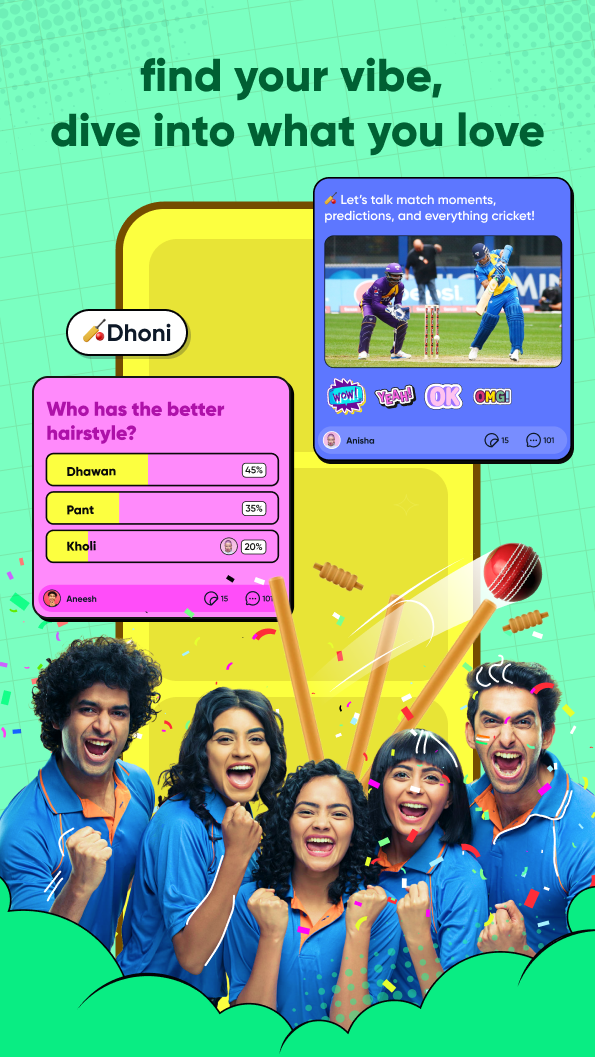 find your vibe,
dive into what you love
🏏 Let's talk match moments,
predictions, and everything cricket!
pepsi
WOW!
YEAH!
OK
OMG!
Anisha
15
101
🏏Dhoni
Who has the better
hairstyle?
Dhawan
45%
Pant
35%
Kholi
20%
Aneesh
15
101